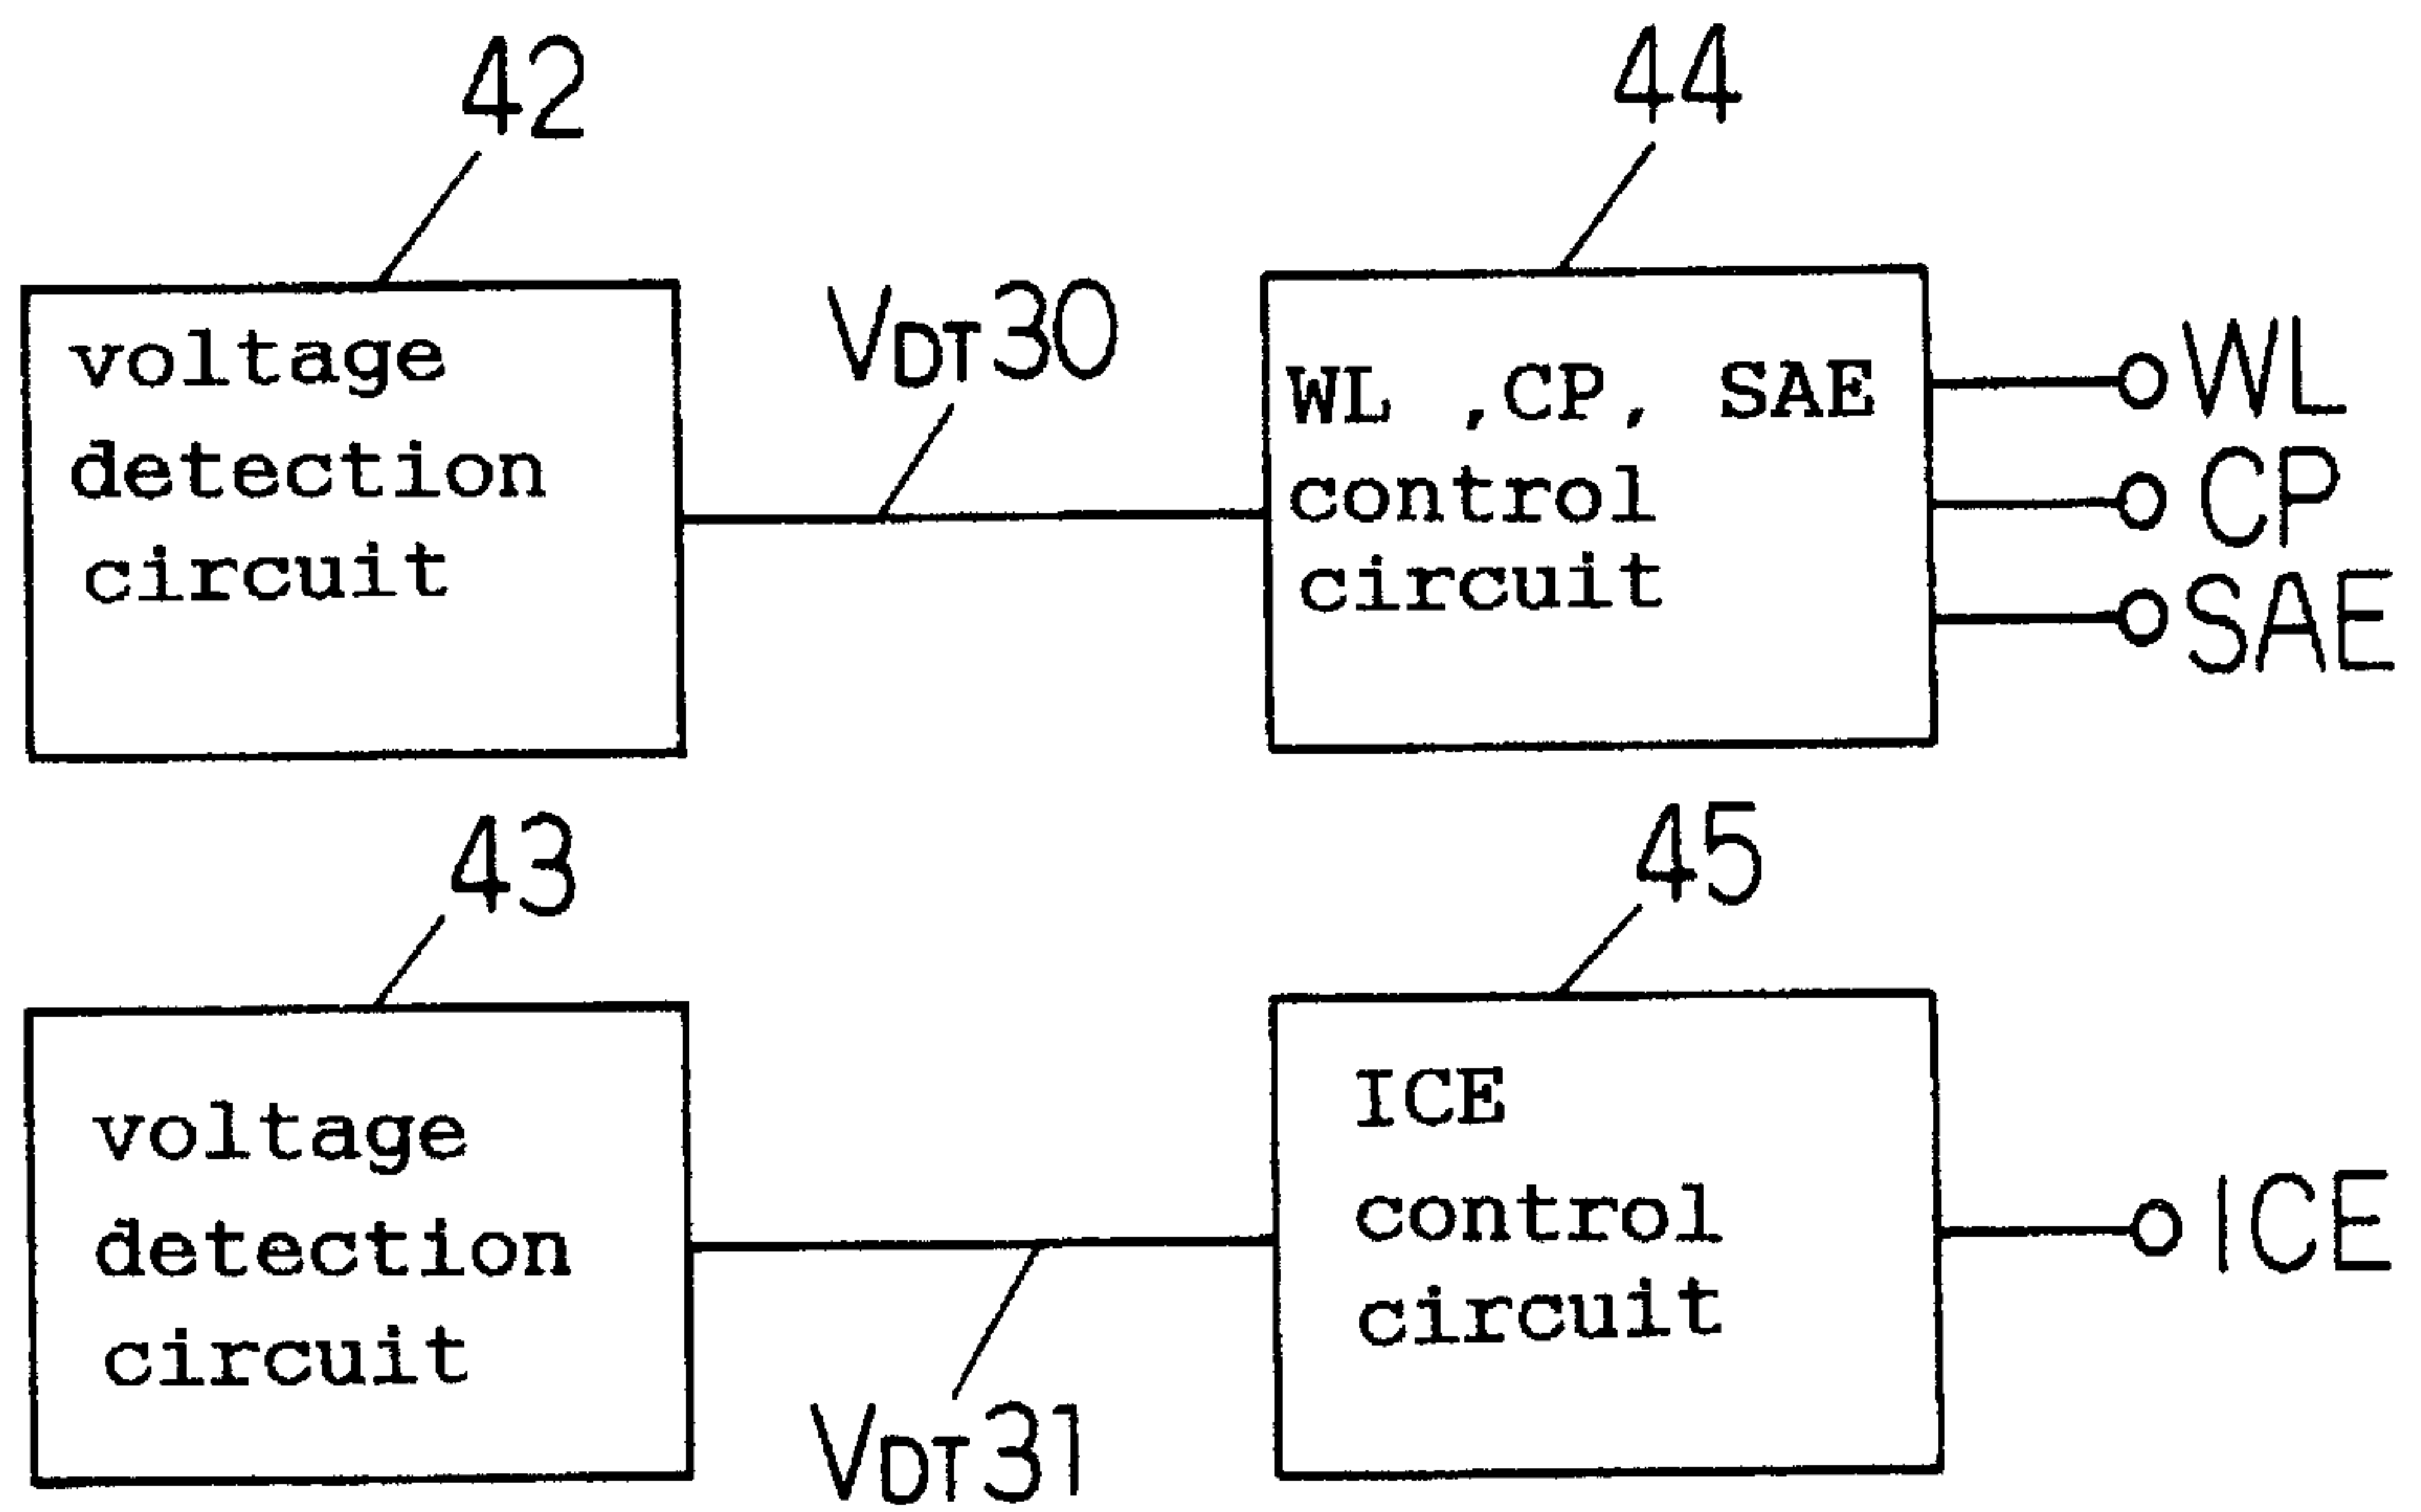 42
44
voltage
detection
circuit
VDT30
WL ,CP, SAE
control
circuit
WL
CP
SAE
43
45
voltage
detection
circuit
VDT31
ICE
control
circuit
ICE